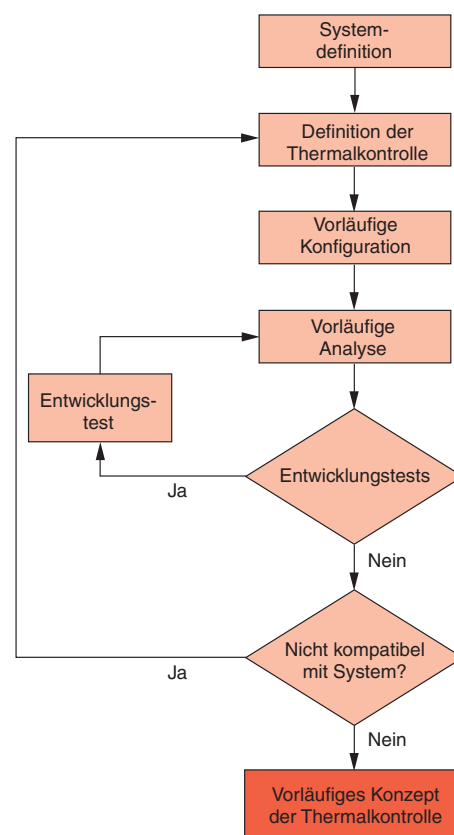 System-
definition
Definition der
Thermalkontrolle
Vorläufige
Konfiguration
Vorläufige
Analyse
Entwicklungs-
test
Entwicklungstests
Ja
Nein
Nicht kompatibel
mit System?
Ja
Nein
Vorläufiges Konzept
der Thermalkontrolle